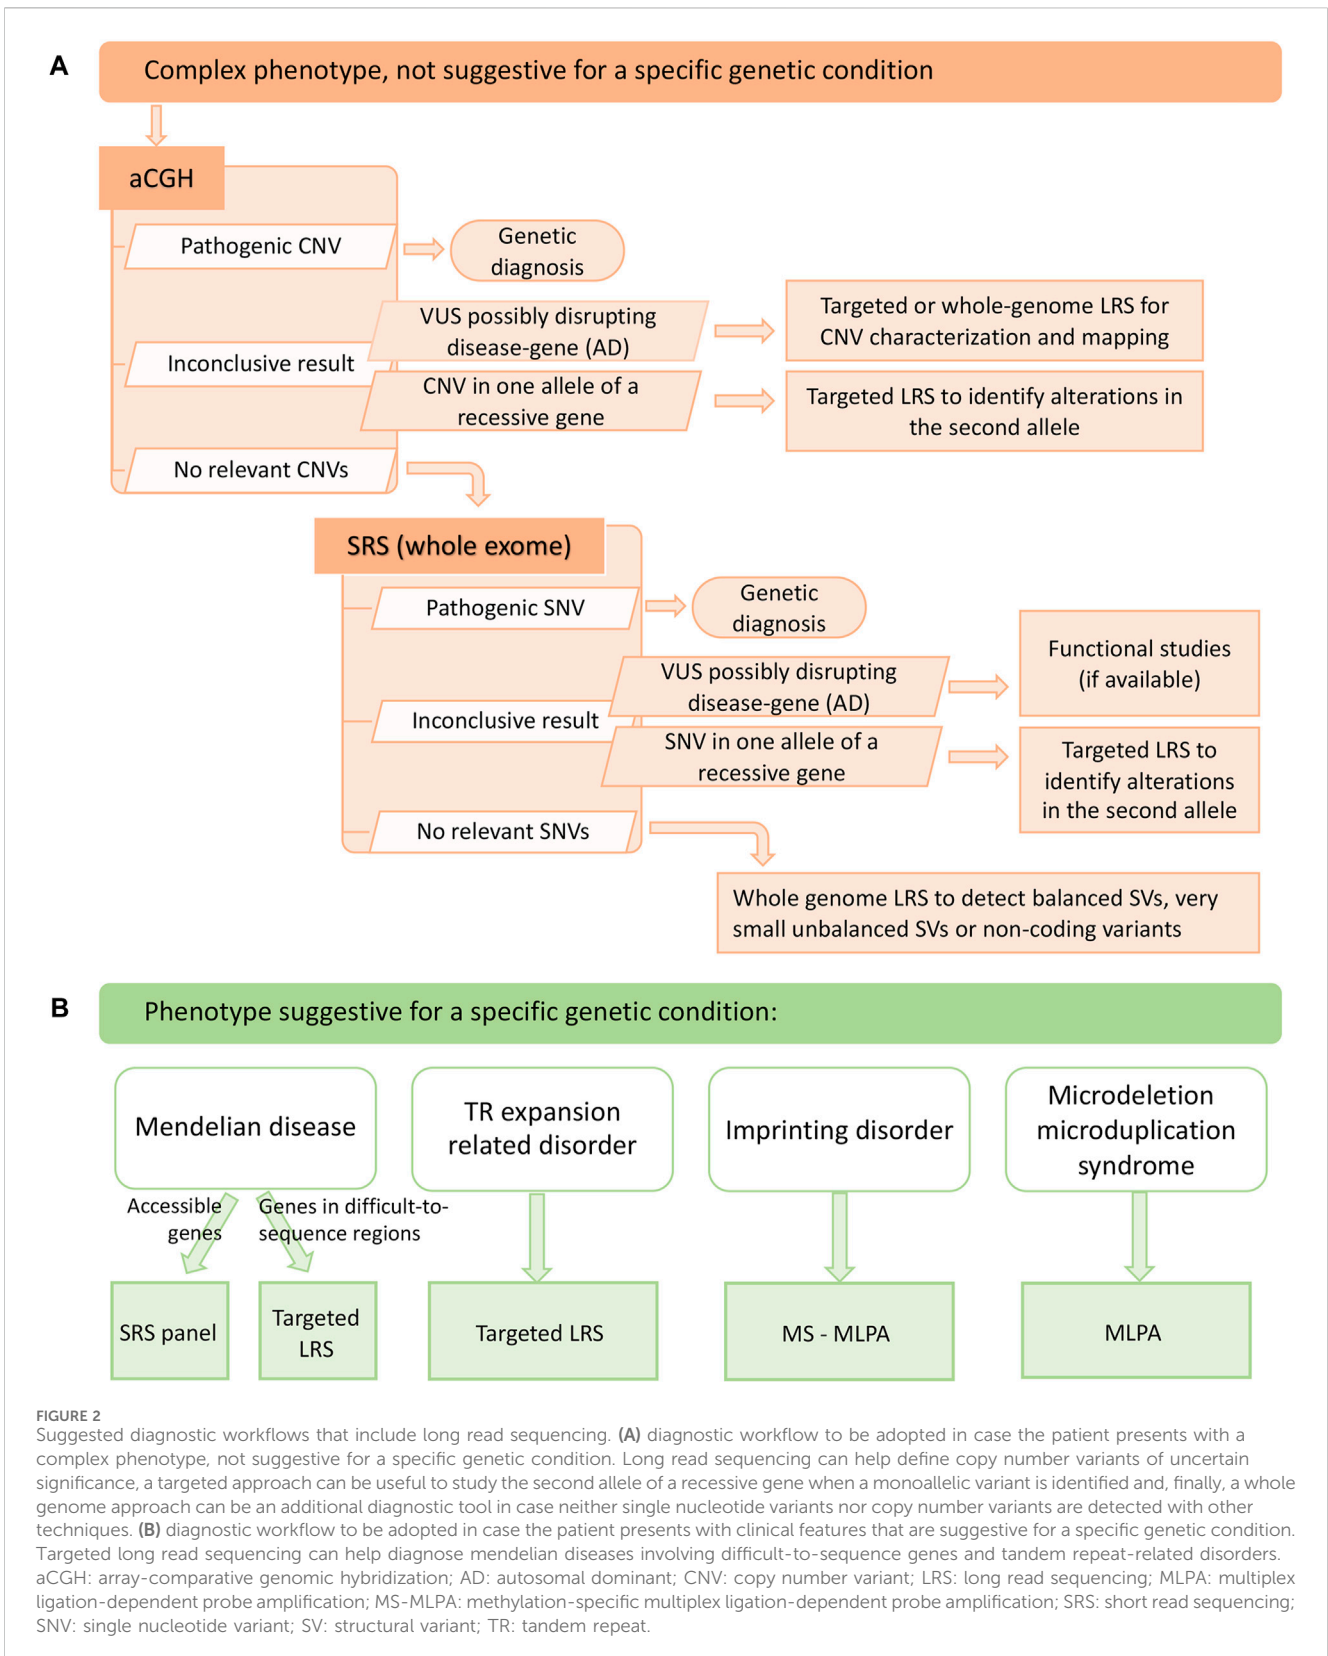 A
Complex phenotype, not suggestive for a specific genetic condition
aCGH
Pathogenic CNV
Genetic
diagnosis
Inconclusive result
VUS possibly disrupting
disease-gene (AD)
Targeted or whole-genome LRS for
CNV characterization and mapping
CNV in one allele of a
recessive gene
Targeted LRS to identify alterations in
the second allele
No relevant CNVs
SRS (whole exome)
Pathogenic SNV
Genetic
diagnosis
Inconclusive result
VUS possibly disrupting
disease-gene (AD)
Functional studies
(if available)
SNV in one allele of a
recessive gene
Targeted LRS to
identify alterations
in the second allele
No relevant SNVs
Whole genome LRS to detect balanced SVs, very
small unbalanced SVs or non-coding variants
B
Phenotype suggestive for a specific genetic condition:
Mendelian disease
Accessible
genes
Genes in difficult-to-
sequence regions
SRS panel
Targeted
LRS
TR expansion
related disorder
Targeted LRS
Imprinting disorder
MS - MLPA
Microdeletion
microduplication
syndrome
MLPA
FIGURE 2
Suggested diagnostic workflows that include long read sequencing. (A) diagnostic workflow to be adopted in case the patient presents with a
complex phenotype, not suggestive for a specific genetic condition. Long read sequencing can help define copy number variants of uncertain
significance, a targeted approach can be useful to study the second allele of a recessive gene when a monoallelic variant is identified and, finally, a whole
genome approach can be an additional diagnostic tool in case neither single nucleotide variants nor copy number variants are detected with other
techniques. (B) diagnostic workflow to be adopted in case the patient presents with clinical features that are suggestive for a specific genetic condition.
Targeted long read sequencing can help diagnose mendelian diseases involving difficult-to-sequence genes and tandem repeat-related disorders.
aCGH: array-comparative genomic hybridization; AD: autosomal dominant; CNV: copy number variant; LRS: long read sequencing; MLPA: multiplex
ligation-dependent probe amplification; MS-MLPA: methylation-specific multiplex ligation-dependent probe amplification; SRS: short read sequencing;
SNV: single nucleotide variant; SV: structural variant; TR: tandem repeat.